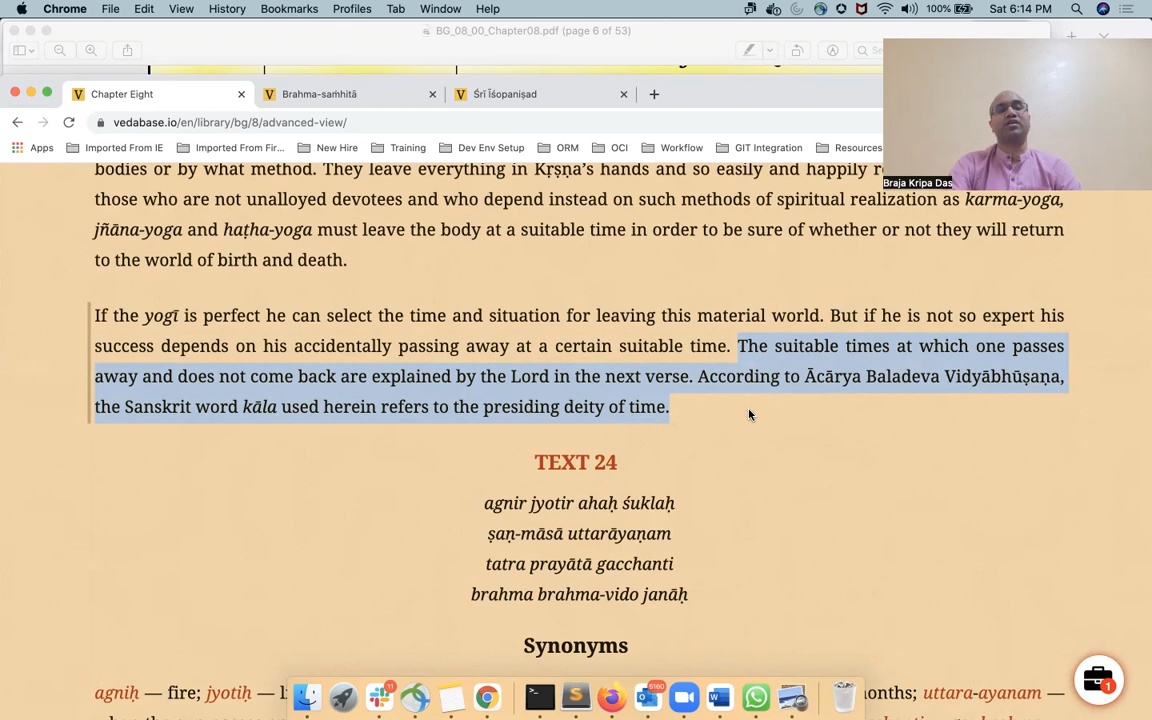 Chrome File Edit View History Bookmarks Profiles Tab Window Help 100% Sat 6:14 PM
BG_08_00_Chapter08.pdf (page 6 of 53)
Chapter Eight Brahma-saṁhitā Śrī Īśopaniṣad
vedabase.io/en/library/bg/8/advanced-view/
Apps Imported From IE Imported From Fir... New Hire Training Dev Env Setup ORM OCI Workflow GIT Integration Resources
Braja Kripa Das
bodies or by what method. They leave everything in Kṛṣṇa's hands and so easily and happily
those who are not unalloyed devotees and who depend instead on such methods of spiritual realization as karma-yoga,
jñāna-yoga and haṭha-yoga must leave the body at a suitable time in order to be sure of whether or not they will return
to the world of birth and death.
If the yogī is perfect he can select the time and situation for leaving this material world. But if he is not so expert his
success depends on his accidentally passing away at a certain suitable time. The suitable times at which one passes
away and does not come back are explained by the Lord in the next verse. According to Ācārya Baladeva Vidyābhūṣaṇa,
the Sanskrit word kāla used herein refers to the presiding deity of time.
TEXT 24
agnir jyotir ahaḥ śuklaḥ
ṣaṇ-māsā uttarāyaṇam
tatra prayātā gacchanti
brahma brahma-vido janāḥ
Synonyms
agniḥ — fire; jyotiḥ — uttara-ayanam —
11
5160
1